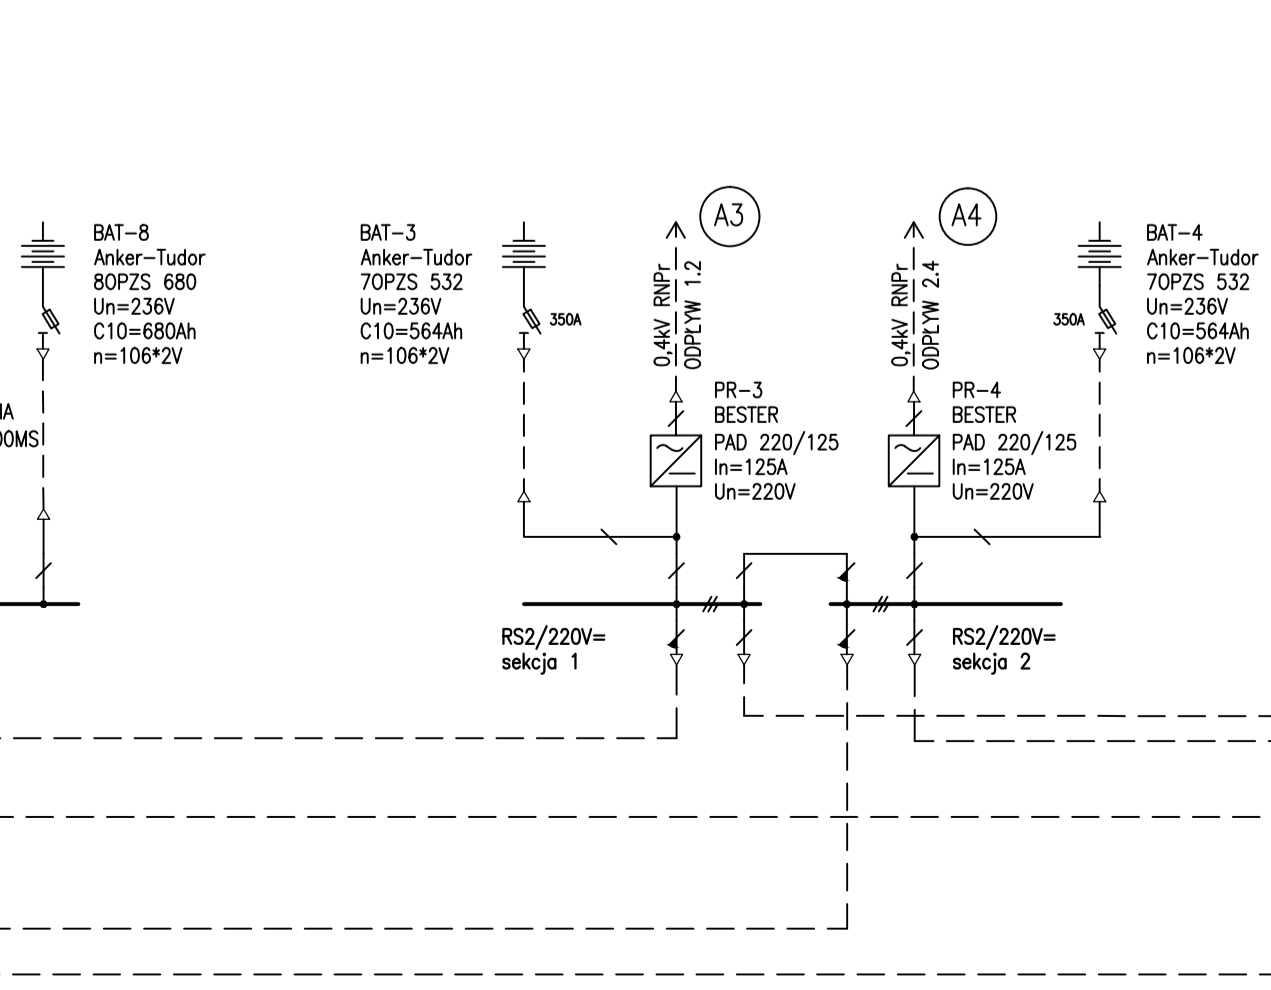 A3
A4
BAT-8
Anker-Tudor
8OPZS 680
Un=236V
C10=680Ah
n=106*2V
BAT-3
Anker-Tudor
7OPZS 532
Un=236V
C10=564Ah
n=106*2V
350A
0,4kV RNPr
ODPŁYW 1.2
0,4kV RNPr
ODPŁYW 2.4
350A
BAT-4
Anker-Tudor
7OPZS 532
Un=236V
C10=564Ah
n=106*2V
PR-3
BESTER
PAD 220/125
In=125A
Un=220V
PR-4
BESTER
PAD 220/125
In=125A
Un=220V
RS2/220V=
sekcja 1
RS2/220V=
sekcja 2